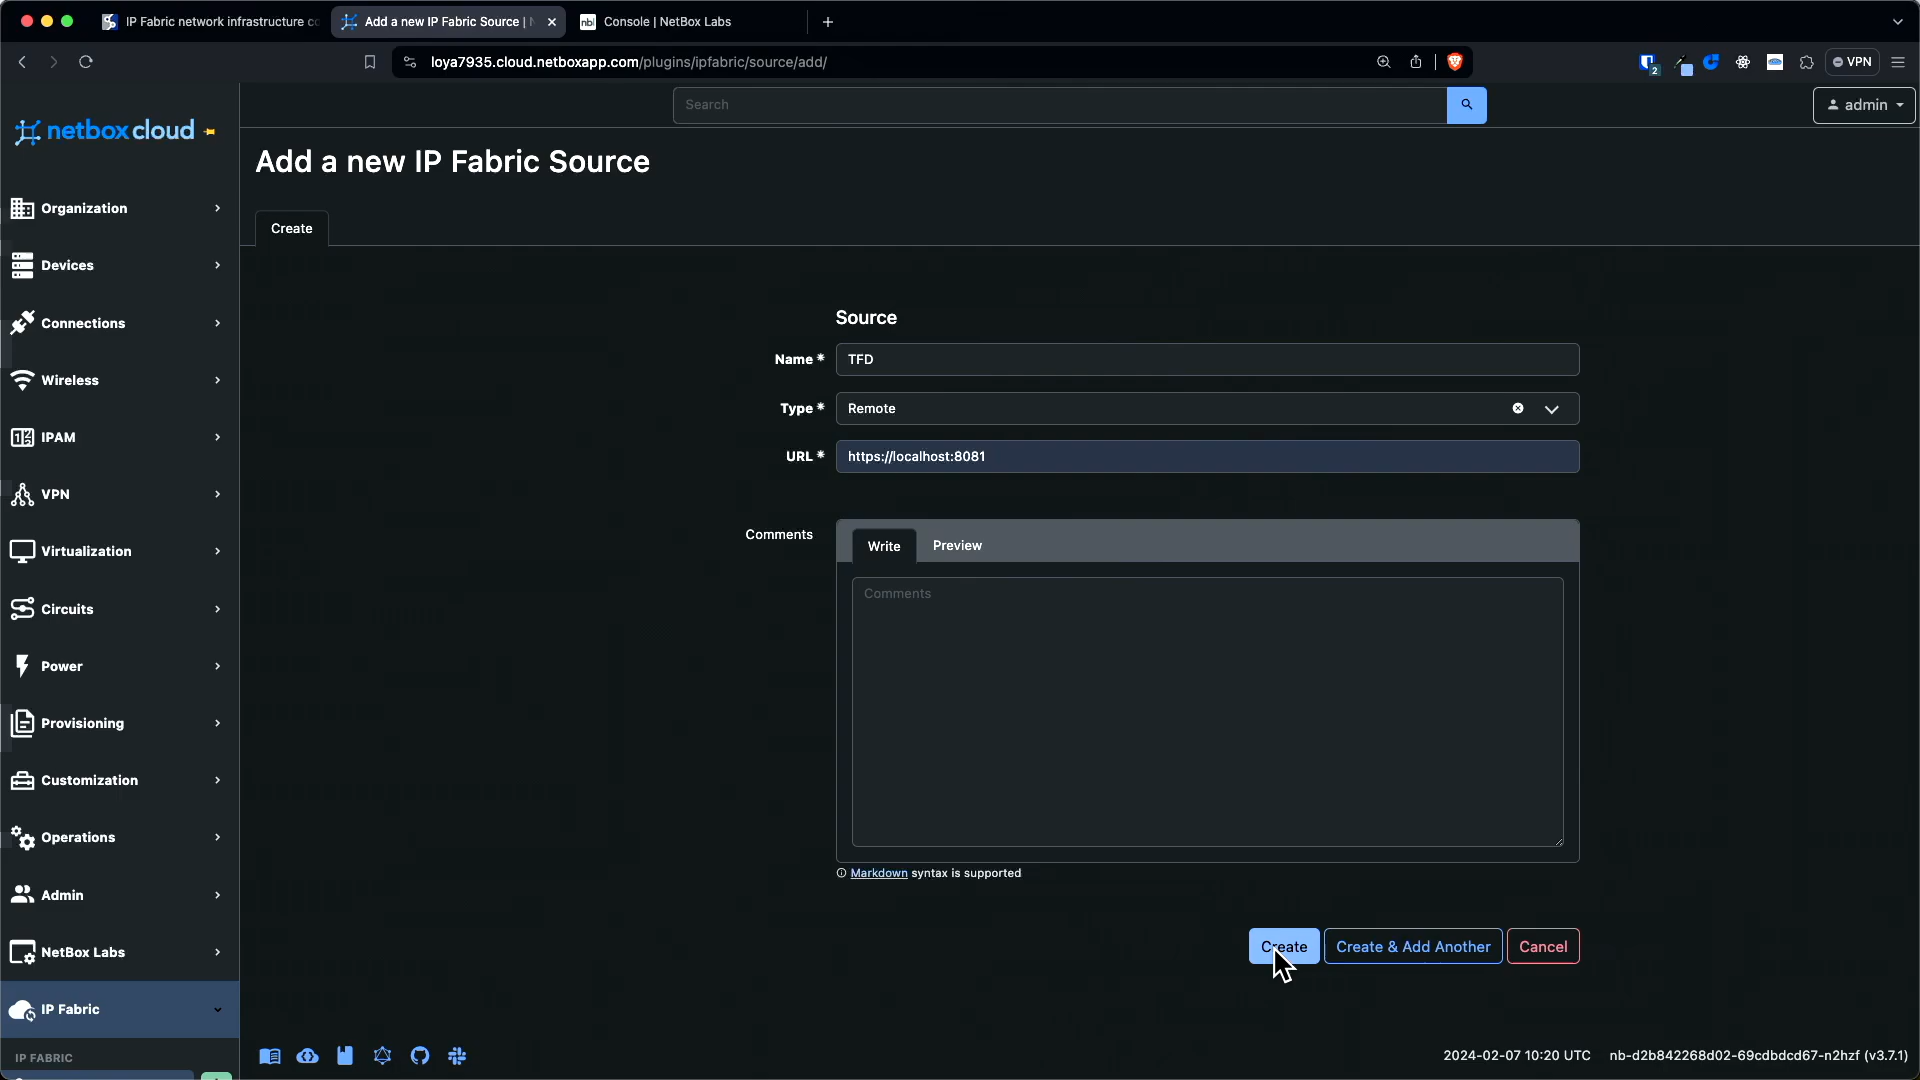 IP Fabric network infrastructure co
Add a new IP Fabric Source |
Console | NetBox Labs
loya7935.cloud.netboxapp.com/plugins/ipfabric/source/add/
2
VPN
netbox cloud
Search
admin
Add a new IP Fabric Source
Create
Organization
Devices
Connections
Wireless
IPAM
VPN
Virtualization
Circuits
Power
Provisioning
Customization
Operations
Admin
NetBox Labs
IP Fabric
IP FABRIC
Source
Name * TFD
Type * Remote
URL * https://localhost:8081
Comments
Write Preview
Comments
Markdown syntax is supported
Create Create & Add Another Cancel
2024-02-07 10:20 UTC nb-d2b842268d02-69cdbdcd67-n2hzf (v3.7.1)